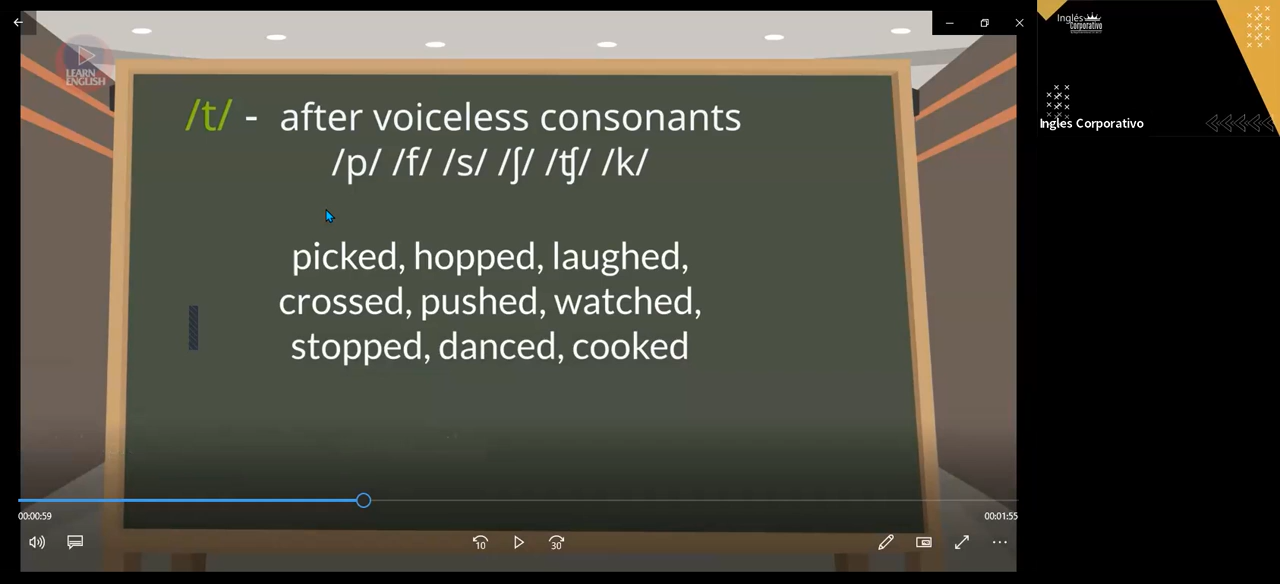 LEARN
ENGLISH
/t/ - after voiceless consonants
/p/ /f/ /s/ /ʃ/ /ʧ/ /k/
picked, hopped, laughed,
crossed, pushed, watched,
stopped, danced, cooked
00:00:59
00:01:55
10
30
Inglés
Corporativo
Ingles Corporativo